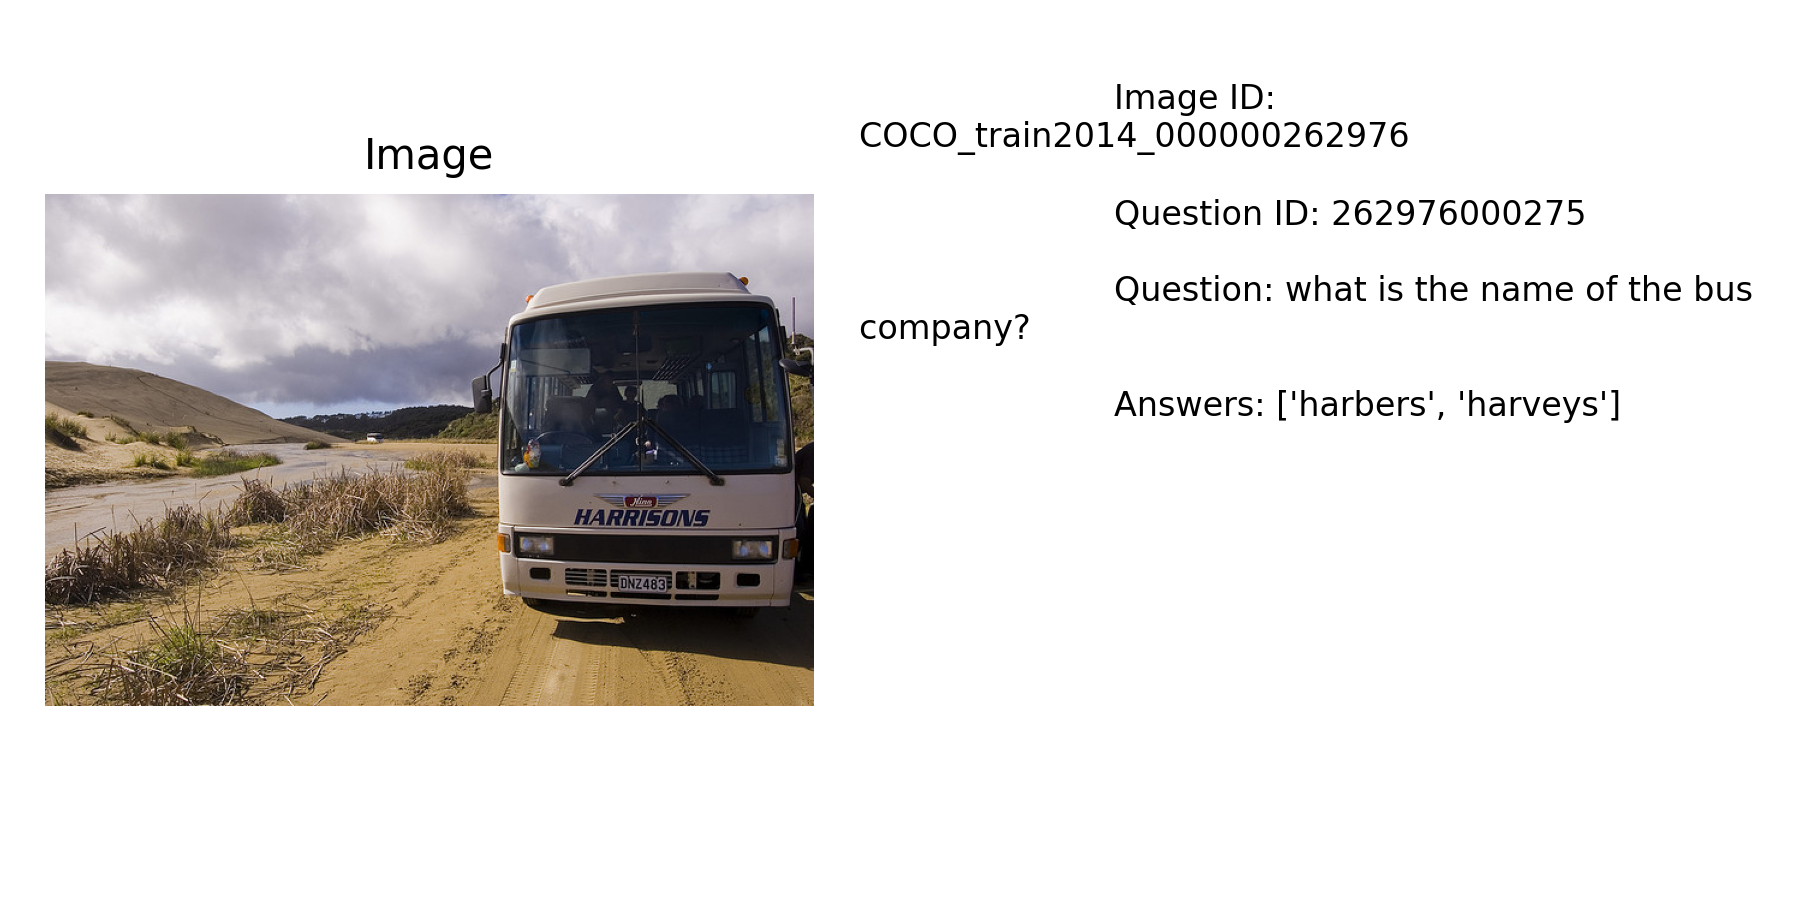 Image
Hino
HARRISONS
DNZ483
Image ID:
COCO_train2014_000000262976
Question ID: 262976000275
Question: what is the name of the bus
company?
Answers: ['harbers', 'harveys']